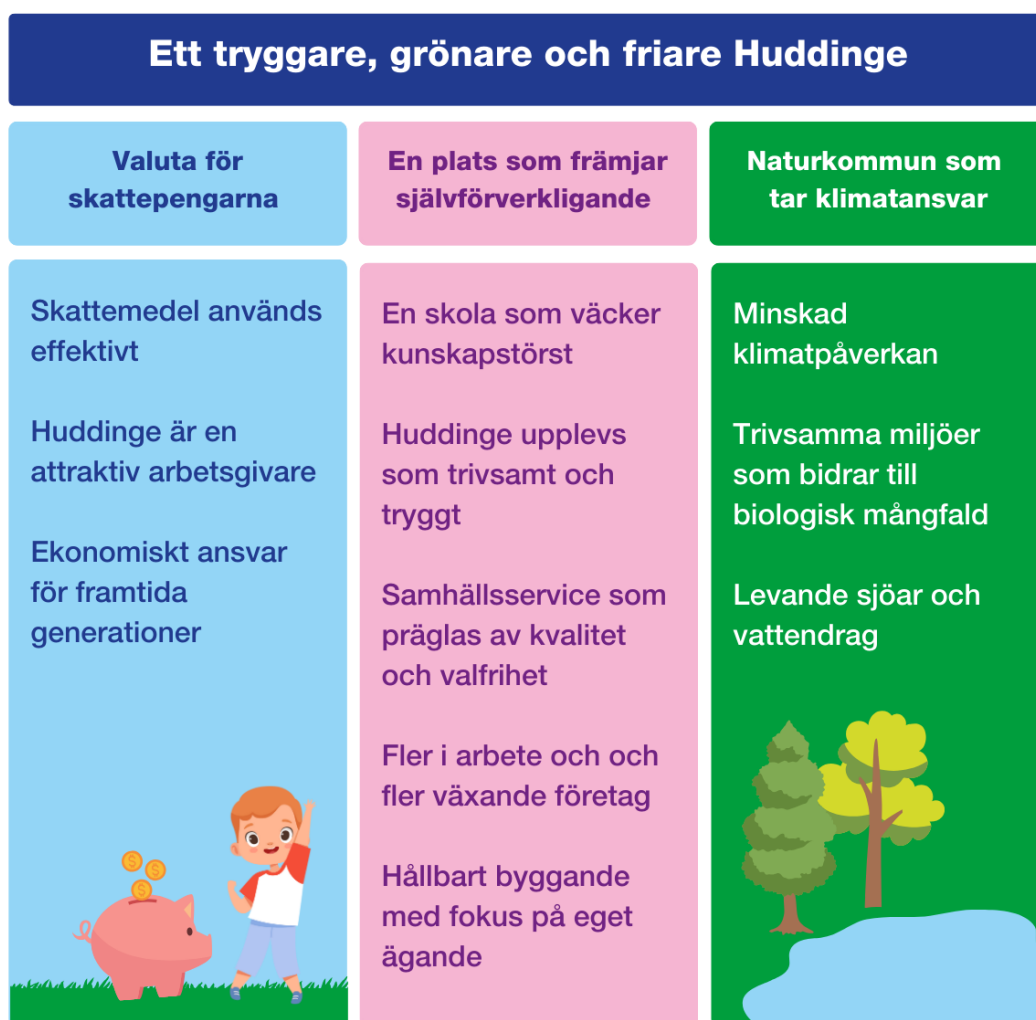 Ett tryggare, grönare och friare Huddinge
Valuta för
skattepengarna
Skattemedel används
effektivt
Huddinge är en
attraktiv arbetsgivare
Ekonomiskt ansvar
för framtida
generationer
En plats som främjar
självförverkligande
En skola som väcker
kunskapstörst
Huddinge upplevs
som trivsamt och
tryggt
Samhällsservice som
präglas av kvalitet
och valfrihet
Fler i arbete och och
fler växande företag
Hållbart byggande
med fokus på eget
ägande
Naturkommun som
tar klimatansvar
Minskad
klimatpåverkan
Trivsamma miljöer
som bidrar till
biologisk mångfald
Levande sjöar och
vattendrag